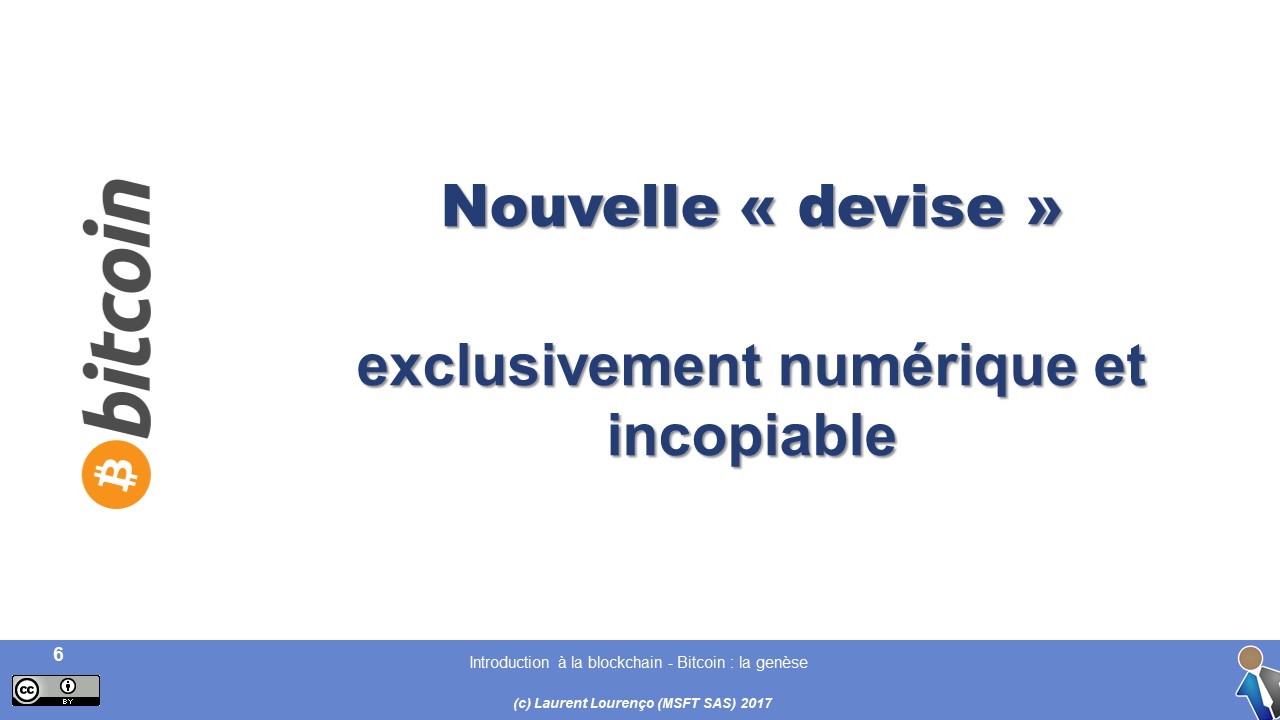 bitcoin
Nouvelle « devise »
exclusivement numérique et
incopiable
6
Introduction à la blockchain - Bitcoin : la genèse
cc
BY
(c) Laurent Lourenço (MSFT SAS) 2017